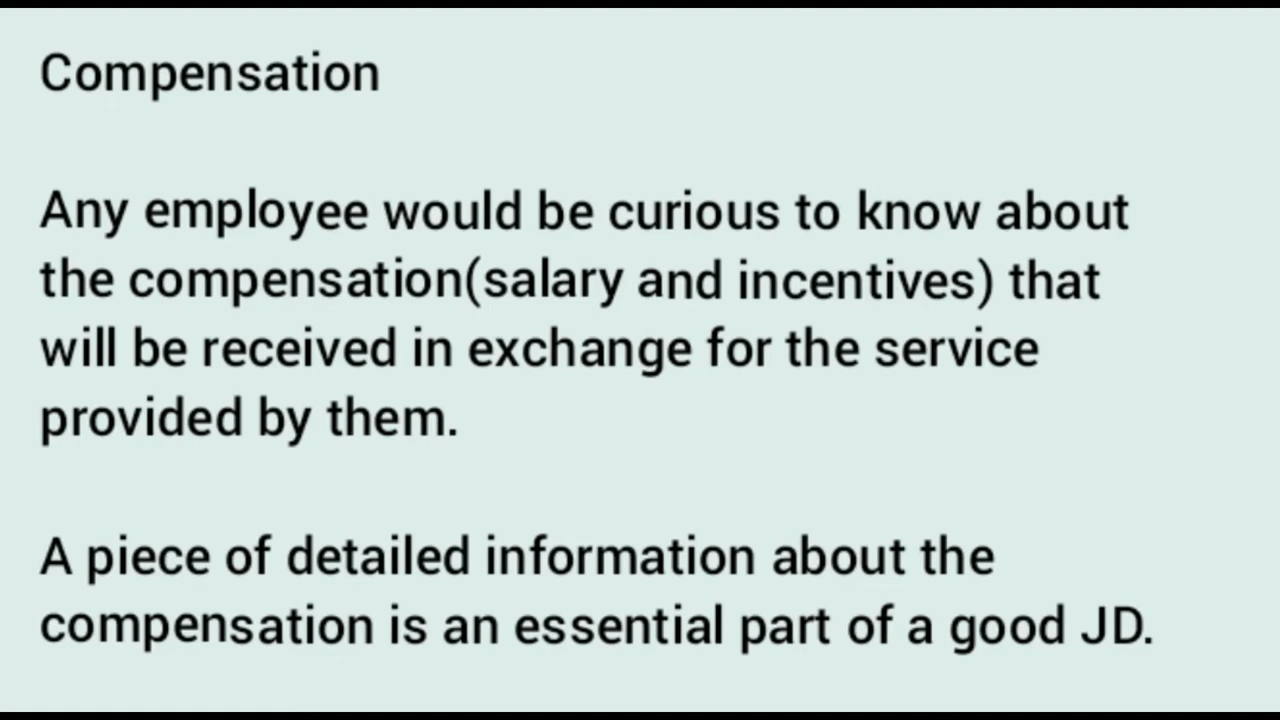 Compensation
Any employee would be curious to know about
the compensation(salary and incentives) that
will be received in exchange for the service
provided by them.
A piece of detailed information about the
compensation is an essential part of a good JD.